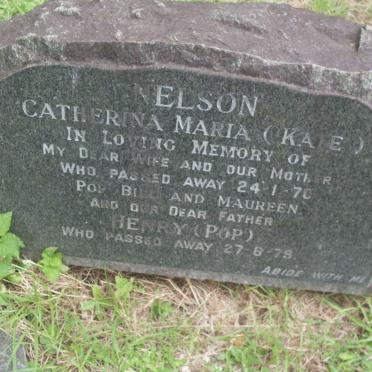 NELSON
CATHERINA MARIA (KATE)
IN LOVING MEMORY OF
MY DEAR WIFE AND OUR MOTHER
WHO PASSED AWAY 24·1·70
POP BILL AND MAUREEN
AND OUR DEAR FATHER
HENRY (POP)
WHO PASSED AWAY 27·6·79
ABIDE WITH ME